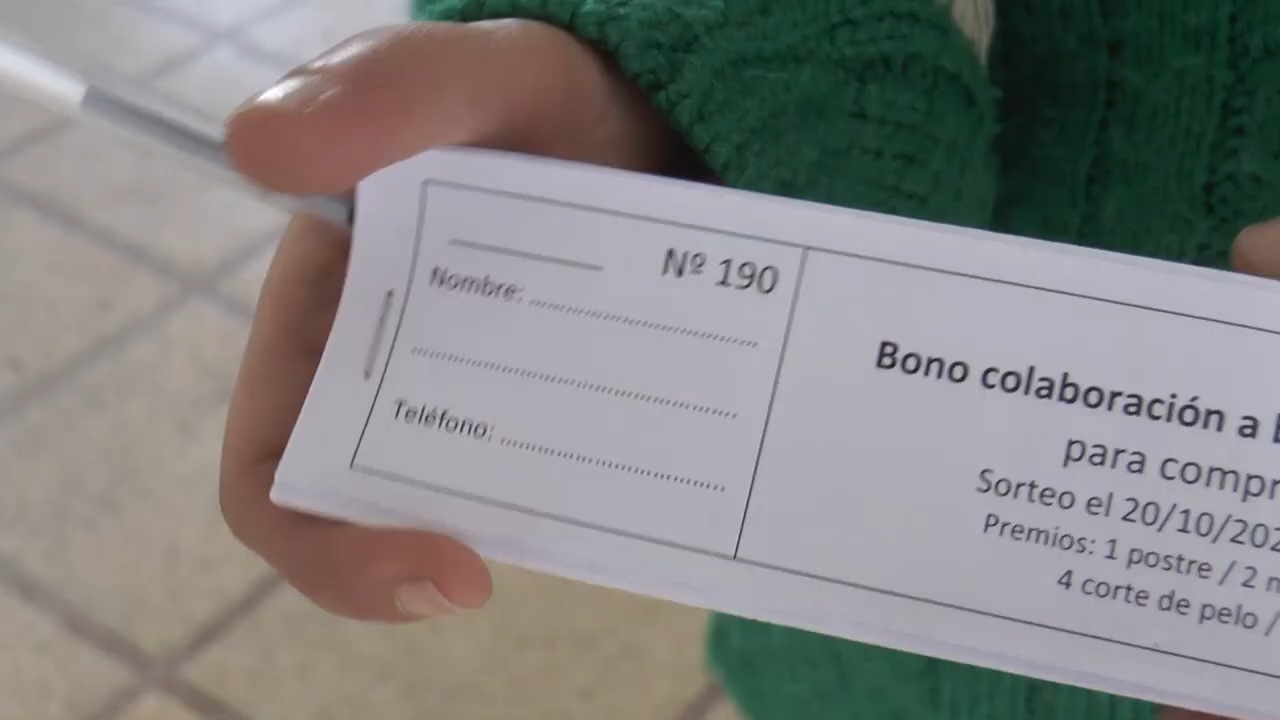 Nº 190
Nombre:
Teléfono:
Bono colaboración a
para compr
Sorteo el 20/10/202
Premios: 1 postre / 2
4 corte de pelo /